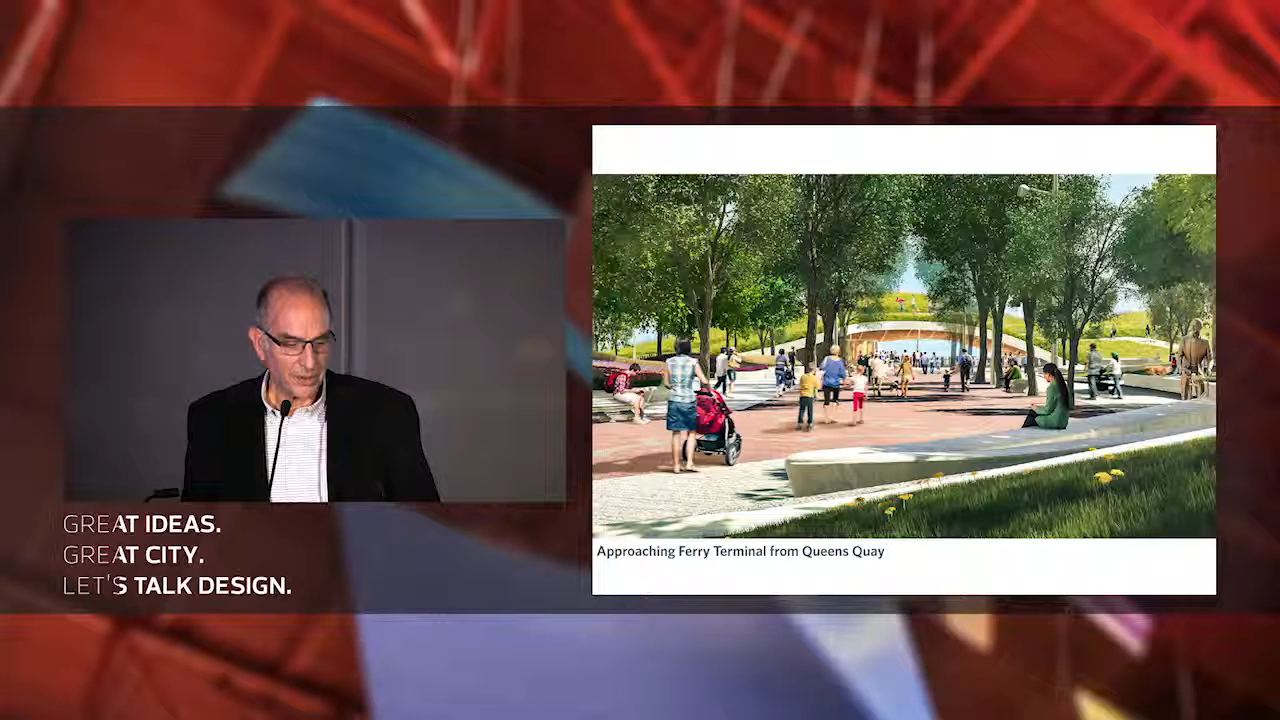 GREAT IDEAS.
GREAT CITY.
LET'S TALK DESIGN.
Approaching Ferry Terminal from Queens Quay